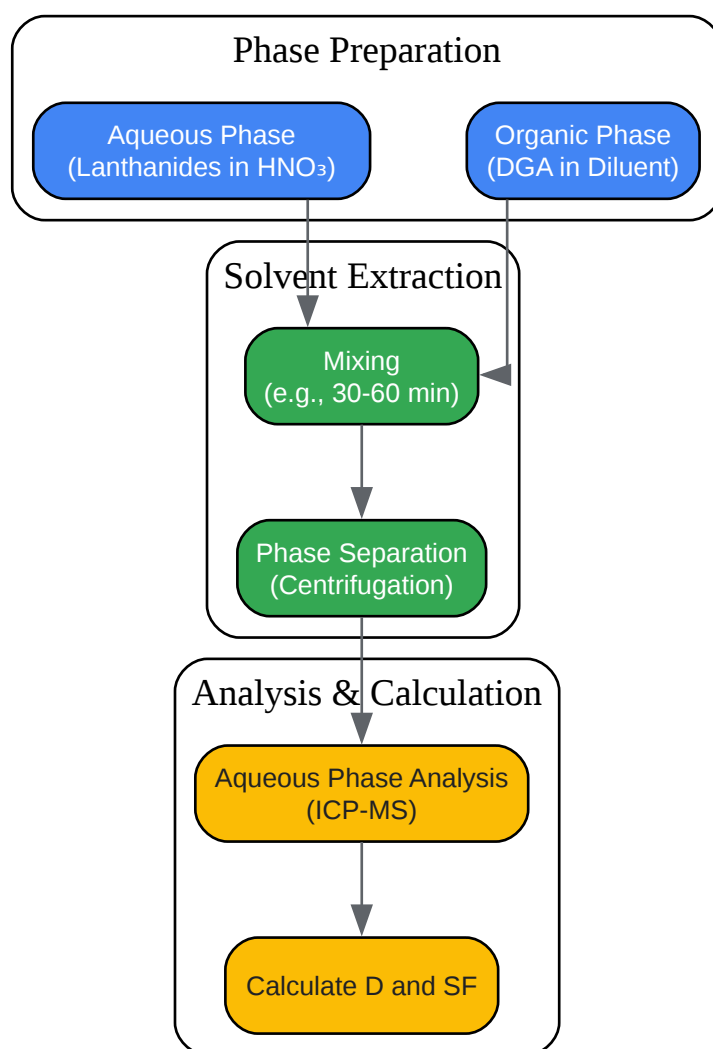 Phase Preparation
Aqueous Phase
(Lanthanides in HNO₃)
Organic Phase
(DGA in Diluent)
Solvent Extraction
Mixing
(e.g., 30-60 min)
Phase Separation
(Centrifugation)
Analysis & Calculation
Aqueous Phase Analysis
(ICP-MS)
Calculate D and SF